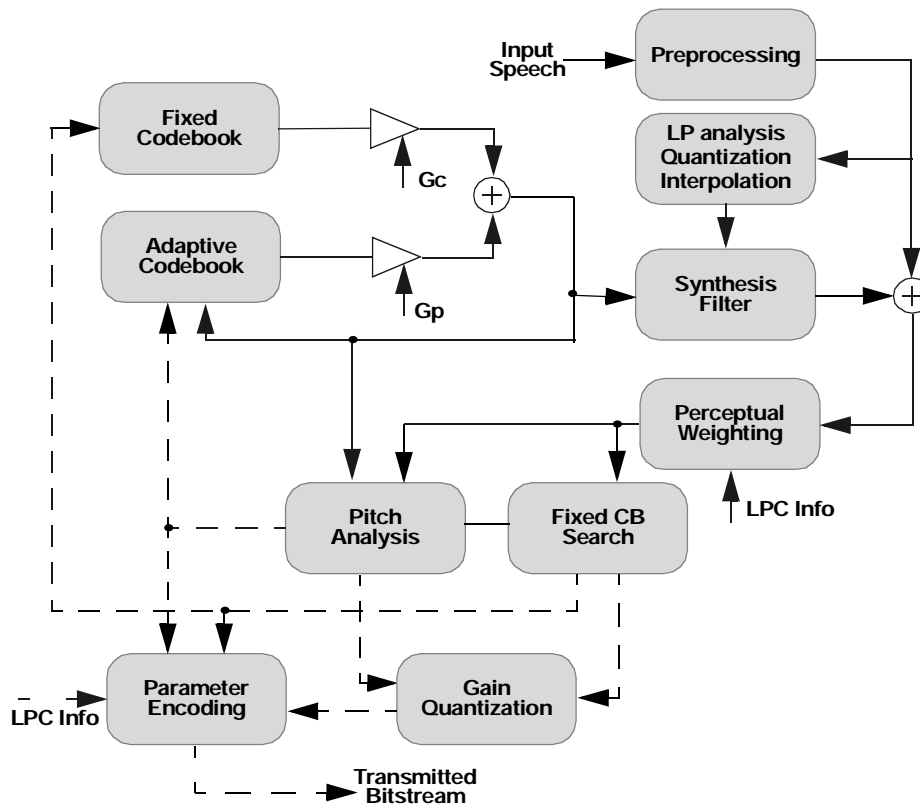 Input
Speech
Preprocessing
Fixed
Codebook
Gc
LP analysis
Quantization
Interpolation
Adaptive
Codebook
Gp
Synthesis
Filter
Perceptual
Weighting
LPC Info
Pitch
Analysis
Fixed CB
Search
Parameter
Encoding
LPC Info
Gain
Quantization
Transmitted
Bitstream